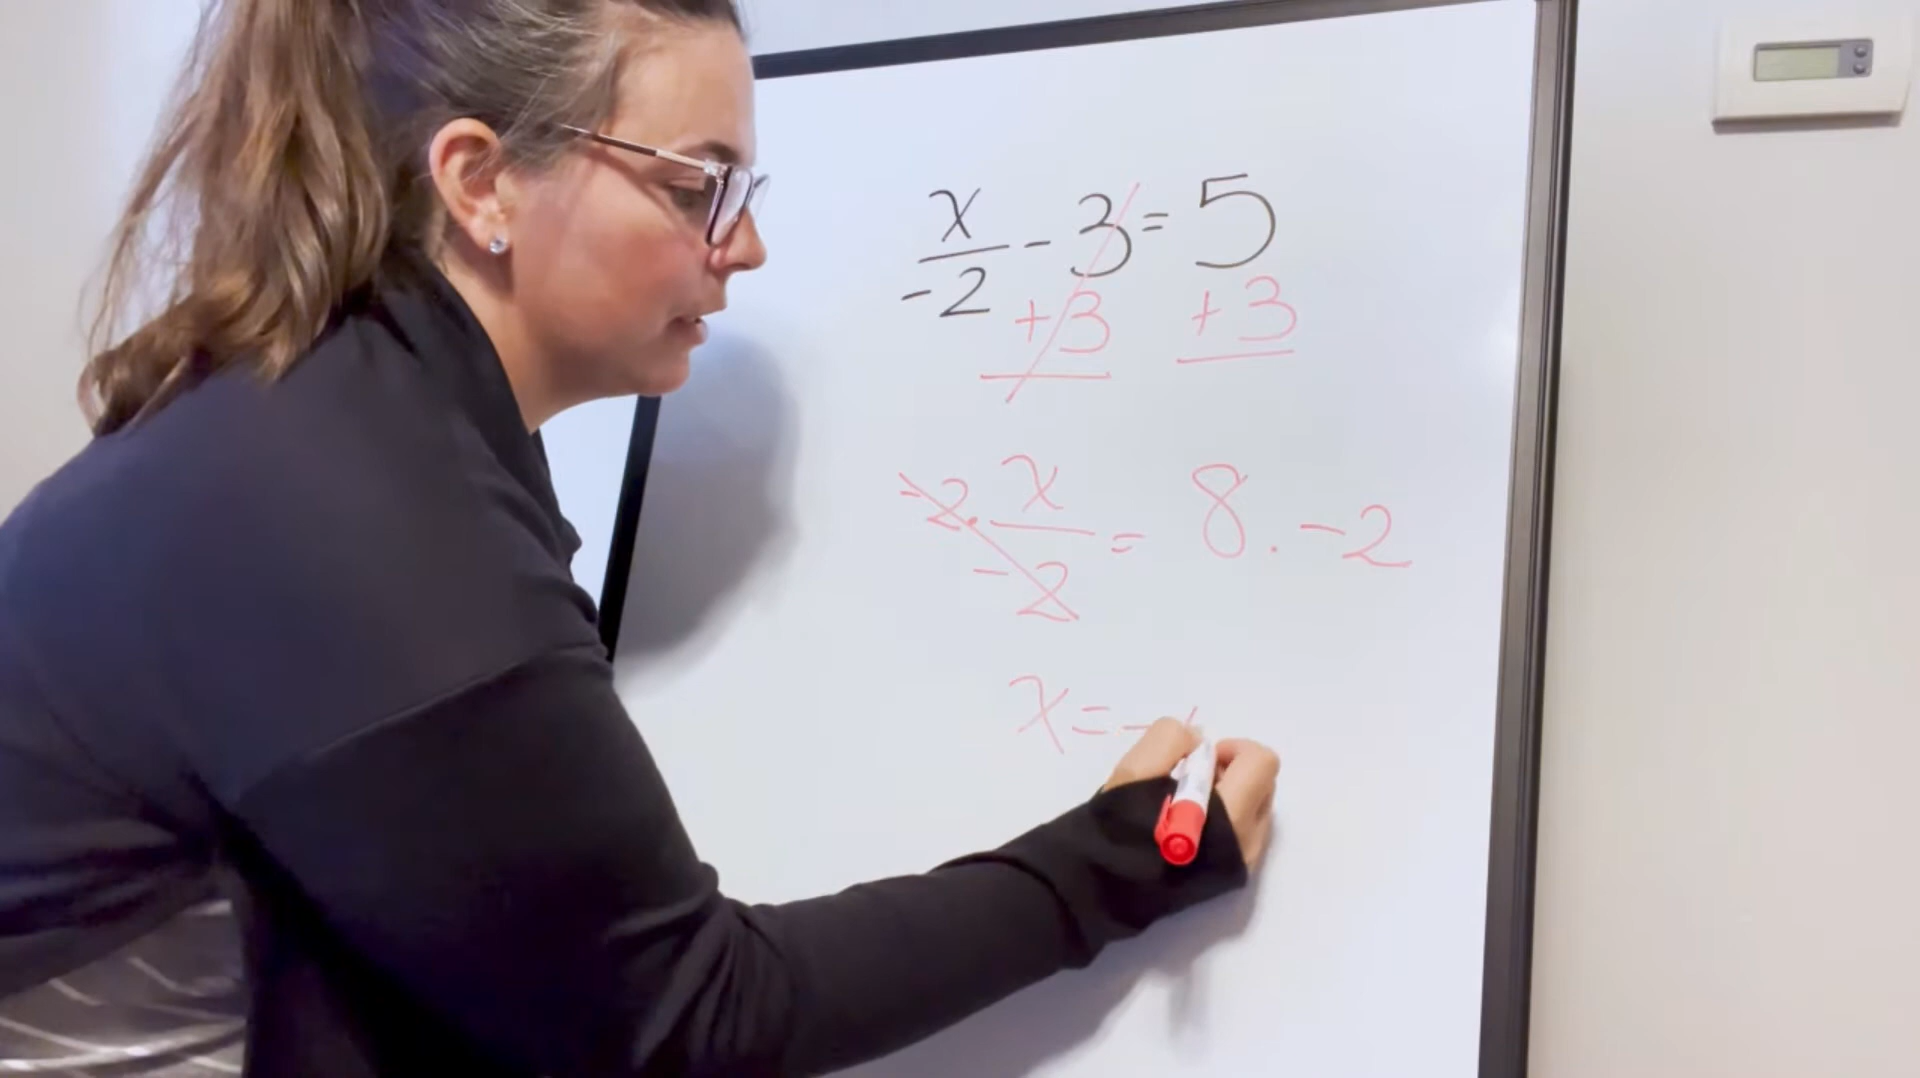 x/-2 - 3 = 5
+3 +3
-2 · x/-2 = 8 · -2
x = -